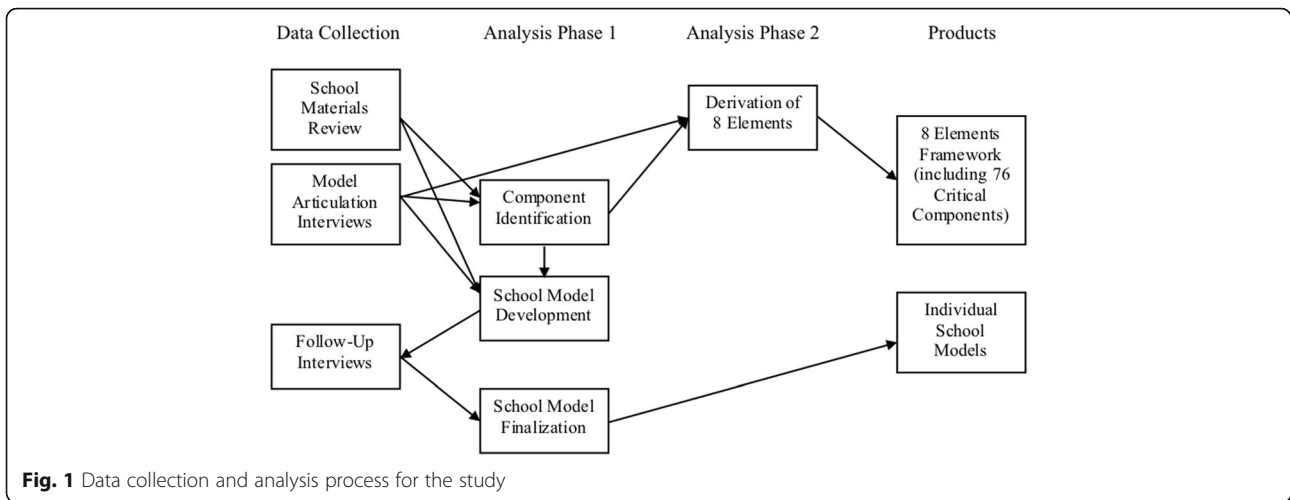 Data Collection
Analysis Phase 1
Analysis Phase 2
Products
School
Materials
Review
Model
Articulation
Interviews
Follow-Up
Interviews
Component
Identification
School Model
Development
School Model
Finalization
Derivation of
8 Elements
8 Elements
Framework
(including 76
Critical
Components)
Individual
School
Models
Fig. 1 Data collection and analysis process for the study